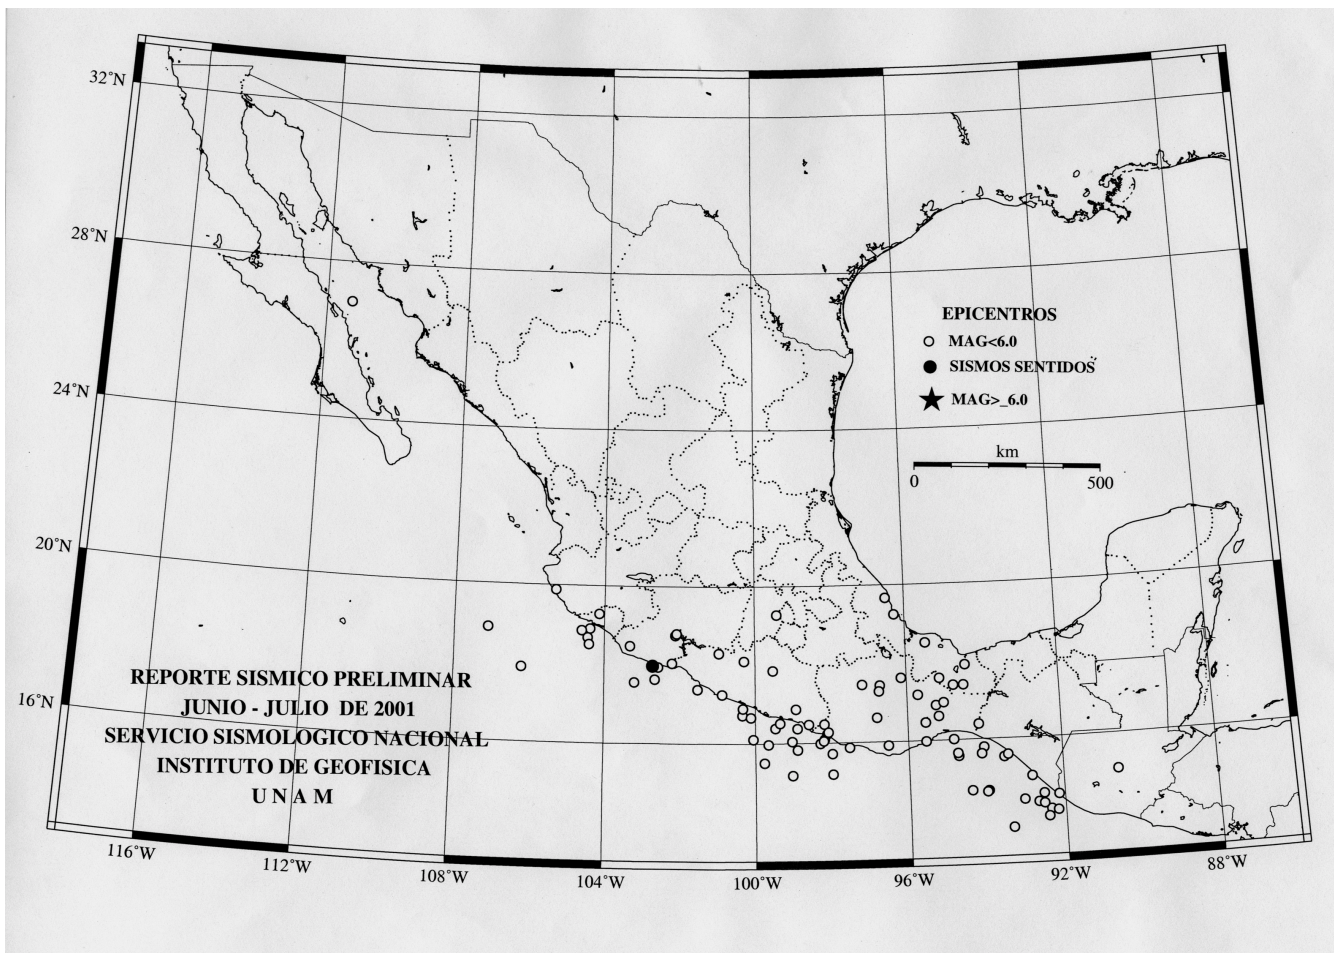 32°N
28°N
24°N
20°N
16°N
EPICENTROS
MAG<6.0
SISMOS SENTIDOS
MAG>_6.0
km
0 500
REPORTE SISMICO PRELIMINAR
JUNIO - JULIO DE 2001
SERVICIO SISMOLOGICO NACIONAL
INSTITUTO DE GEOFISICA
U N A M
116°W 112°W 108°W 104°W 100°W 96°W 92°W 88°W